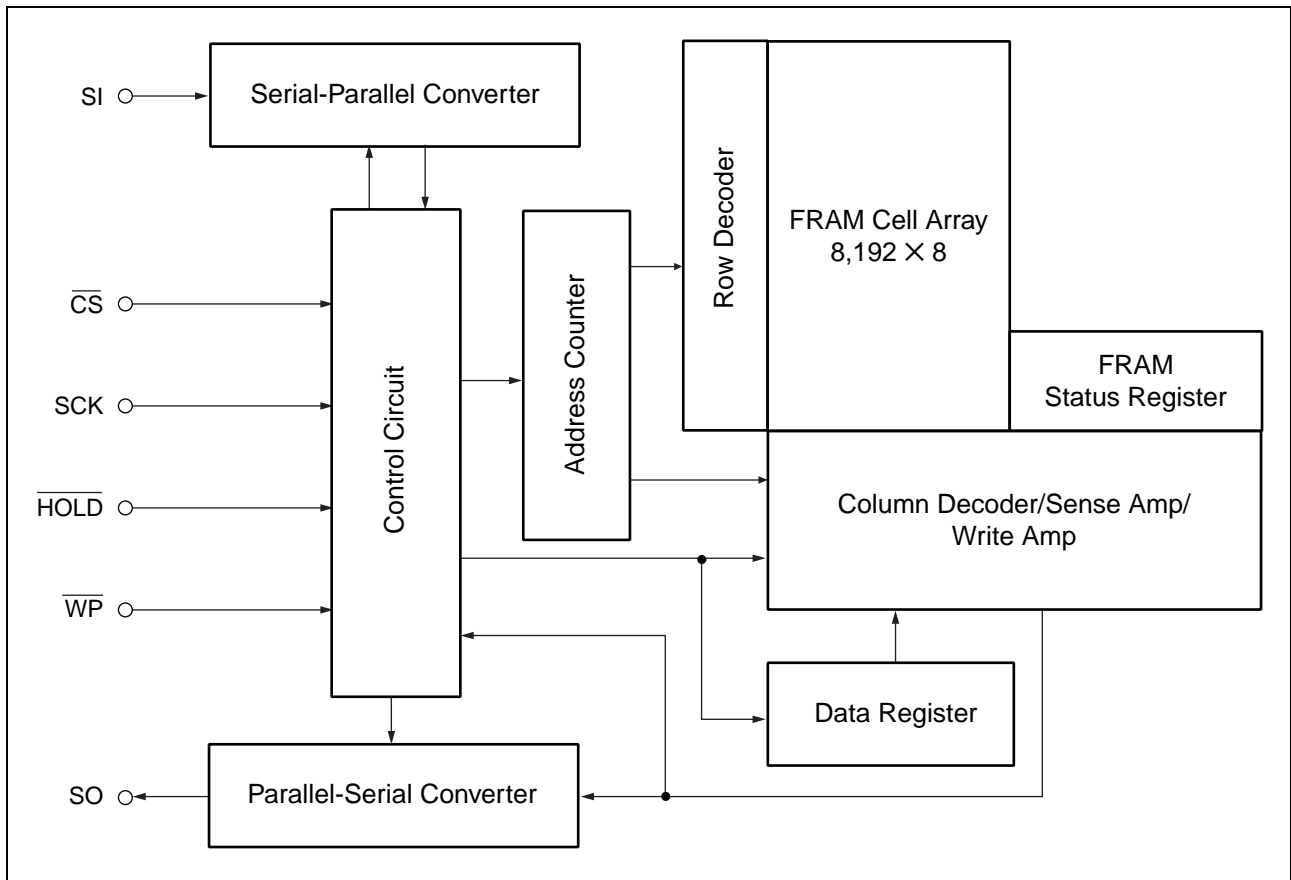 SI
Serial-Parallel Converter
CS
SCK
HOLD
WP
SO
Control Circuit
Address Counter
Row Decoder
FRAM Cell Array
8,192 × 8
FRAM
Status Register
Column Decoder/Sense Amp/
Write Amp
Data Register
Parallel-Serial Converter